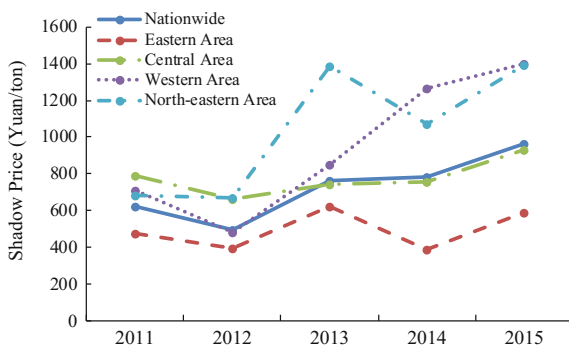 Nationwide
Eastern Area
Central Area
Western Area
North-eastern Area
Shadow Price (Yuan/ton)
1600
1400
1200
1000
800
600
400
200
0
2011 2012 2013 2014 2015